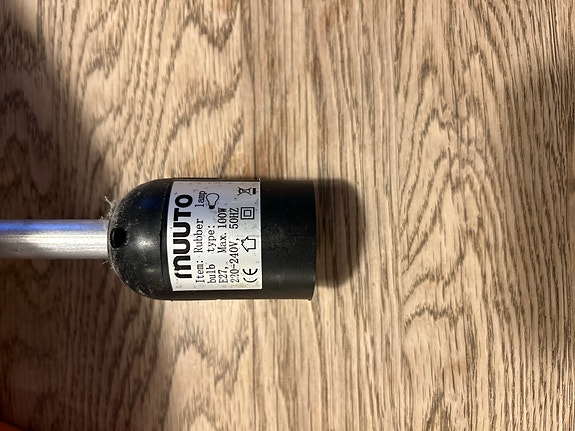 muuto
Item: Rubber lamp
bulb type:
E27, Max. 100W
220-240V, 50HZ
CE